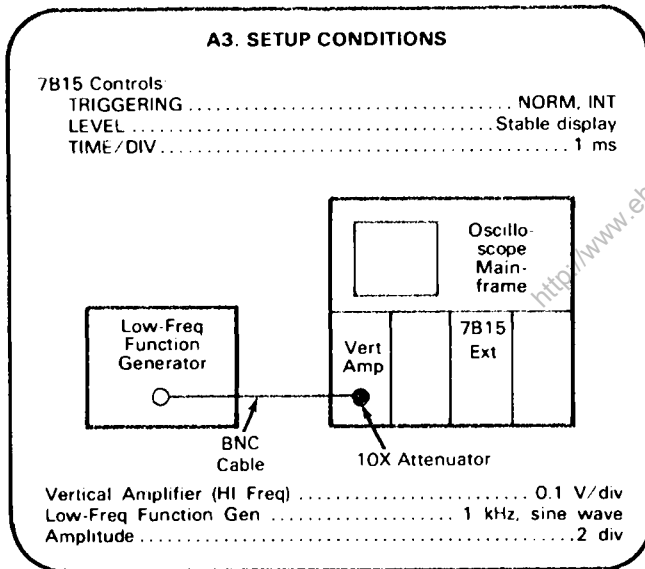 A3. SETUP CONDITIONS
7B15 Controls:
TRIGGERING ........................................ NORM, INT
LEVEL ........................................ Stable display
TIME/DIV ........................................ 1 ms
Oscillo-
scope
Main-
frame
Low-Freq
Function
Generator
Vert
Amp
7B15
Ext
BNC
Cable
10X Attenuator
Vertical Amplifier (HI Freq) ........................ 0.1 V/div
Low-Freq Function Gen .................... 1 kHz, sine wave
Amplitude ........................................ 2 div
http://www.